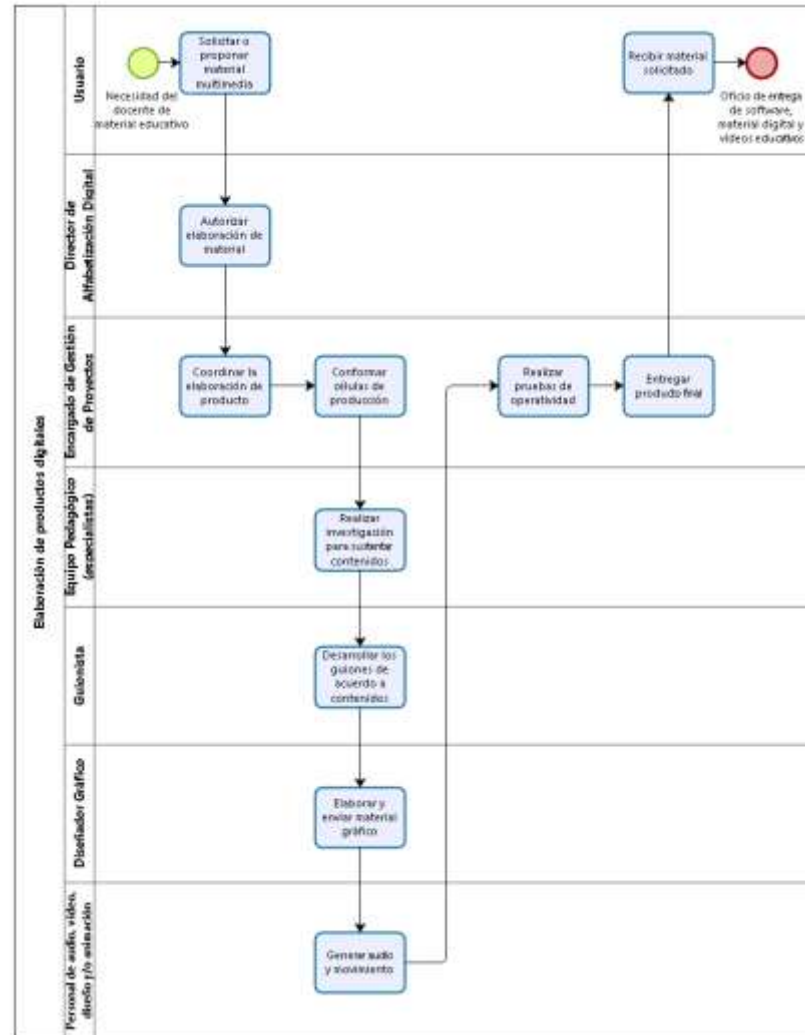 Elaboración de productos digitales
Usuario
Necesidad del
docente de
material educativo
Solicitar o
proponer
material
multimedia
Recibir material
solicitado
Oficio de entrega
de software,
material digital y
vídeos educativos
Director de
Alfabetización Digital
Autorizar
elaboración de
material
Encargado de Gestión
de Proyectos
Coordinar la
elaboración de
producto
Conformar
células de
producción
Realizar
pruebas de
operatividad
Entregar
producto final
Equipo Pedagógico
(especialistas)
Realizar
investigación
para sustentar
contenidos
Guionista
Desarrollar los
guiones de
acuerdo a
contenidos
Diseñador Gráfico
Elaborar y
enviar material
gráfico
Personal de audio, video,
diseño y/o animación
Generar audio
y movimiento